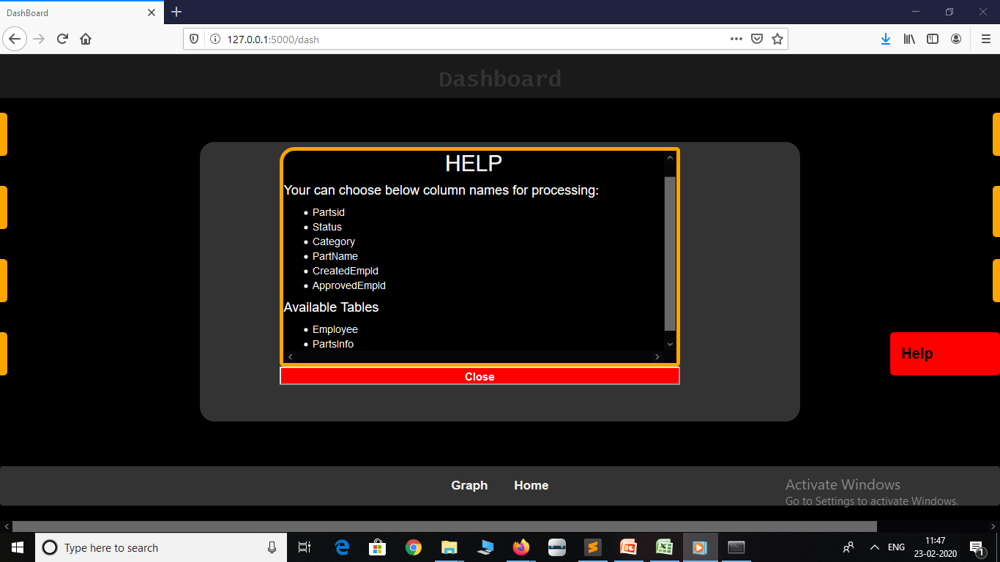 DashBoard
127.0.0.1:5000/dash
Dashboard
HELP
Your can choose below column names for processing:
Partsid
Status
Category
PartName
CreatedEmpId
ApprovedEmpId
Available Tables
Employee
PartsInfo
Close
Help
Graph Home
Activate Windows
Go to Settings to activate Windows.
Type here to search
ENG
11:47
23-02-2020
1